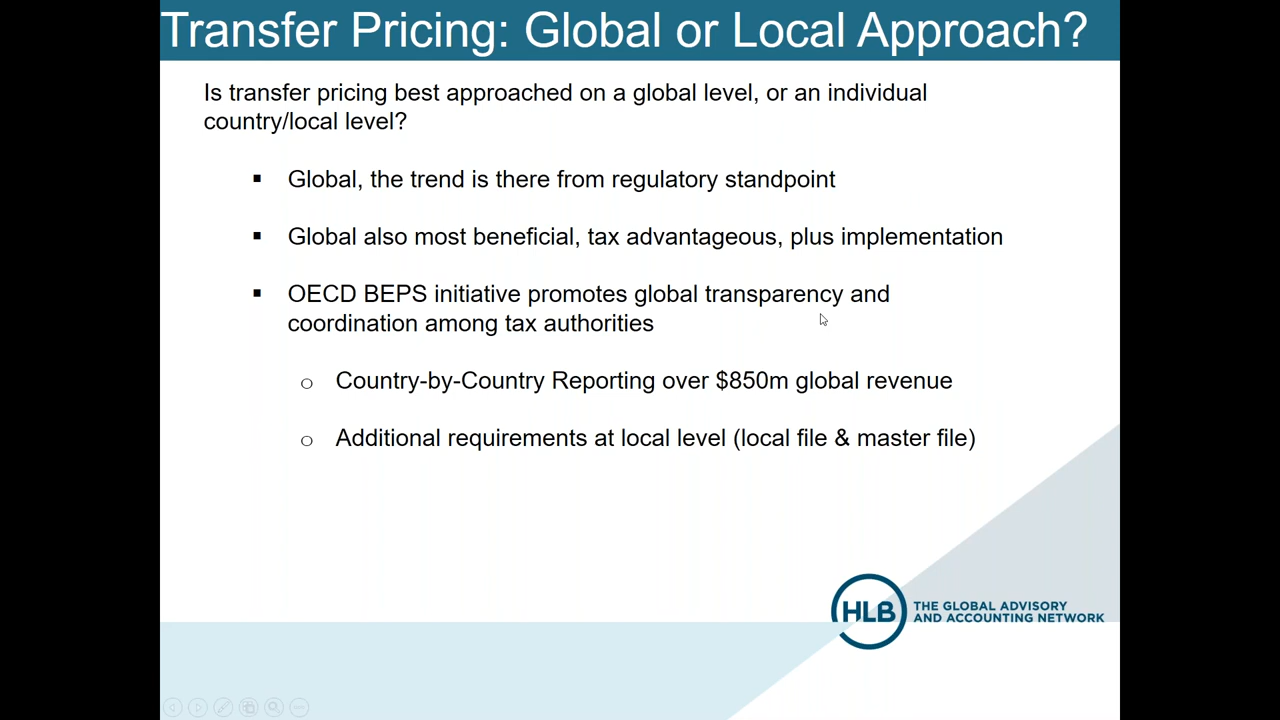 Transfer Pricing: Global or Local Approach?
Is transfer pricing best approached on a global level, or an individual
country/local level?
▪ Global, the trend is there from regulatory standpoint
▪ Global also most beneficial, tax advantageous, plus implementation
▪ OECD BEPS initiative promotes global transparency and
coordination among tax authorities
o Country-by-Country Reporting over $850m global revenue
o Additional requirements at local level (local file & master file)
HLB
THE GLOBAL ADVISORY
AND ACCOUNTING NETWORK